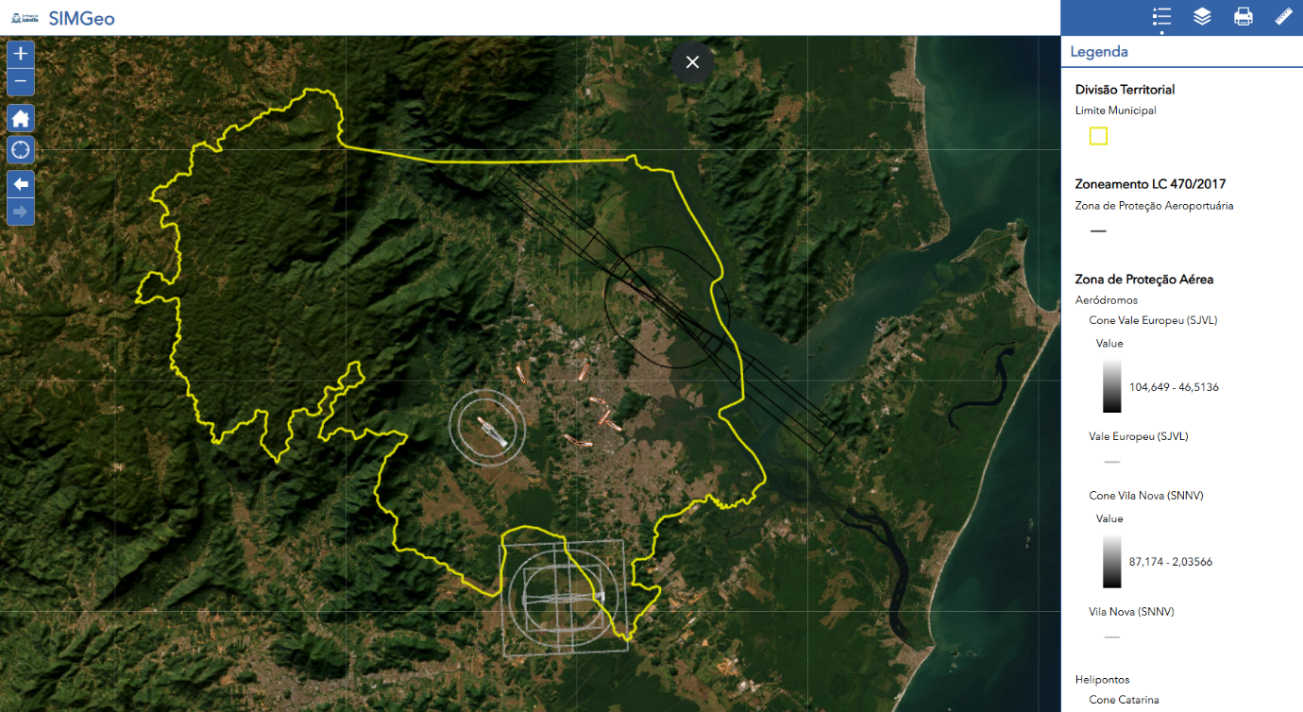 SIMGeo
+
−
Legenda
Divisão Territorial
Limite Municipal
Zoneamento LC 470/2017
Zona de Proteção Aeroportuária
Zona de Proteção Aérea
Aeródromos
Cone Vale Europeu (SJVL)
Value
104,649 - 46,5136
Vale Europeu (SJVL)
Cone Vila Nova (SNNV)
Value
87,174 - 2,03566
Vila Nova (SNNV)
Helipontos
Cone Catarina